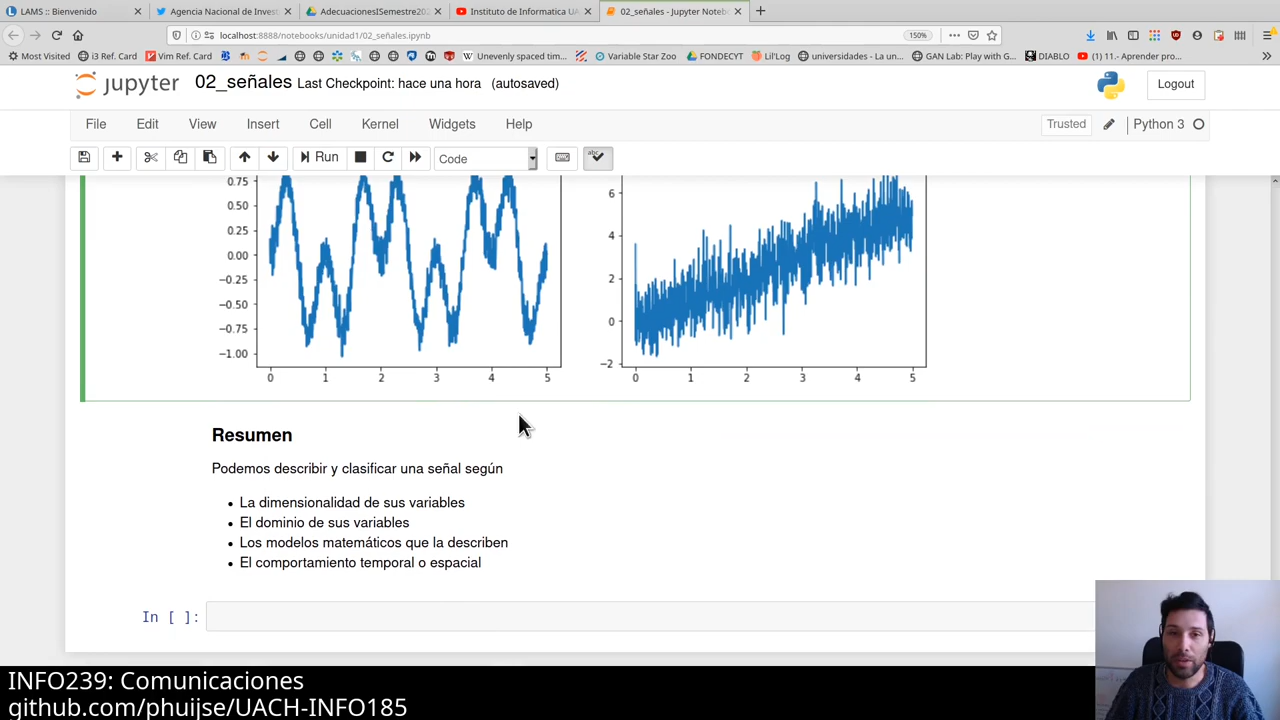 LAMS :: Bienvenido
Agencia Nacional de Invest
AdecuacionesISemestre202
Instituto de Informatica UA
02_señales - Jupyter Noteb
localhost:8888/notebooks/unidad1/02_señales.ipynb
150%
Most Visited
i3 Ref. Card
Vim Ref. Card
Unevenly spaced tim...
Variable Star Zoo
FONDECYT
Lil'Log
universidades - La un...
GAN Lab: Play with G...
DIABLO
(1) 11.- Aprender pro...
jupyter 02_señales Last Checkpoint: hace una hora (autosaved)
Logout
File Edit View Insert Cell Kernel Widgets Help
Trusted
Python 3
Run
Code
0.75
0.50
0.25
0.00
−0.25
−0.50
−0.75
−1.00
0 1 2 3 4 5
6
4
2
0
−2
0 1 2 3 4 5
Resumen
Podemos describir y clasificar una señal según
• La dimensionalidad de sus variables
• El dominio de sus variables
• Los modelos matemáticos que la describen
• El comportamiento temporal o espacial
In [ ]:
INFO239: Comunicaciones
github.com/phuijse/UACH-INFO185